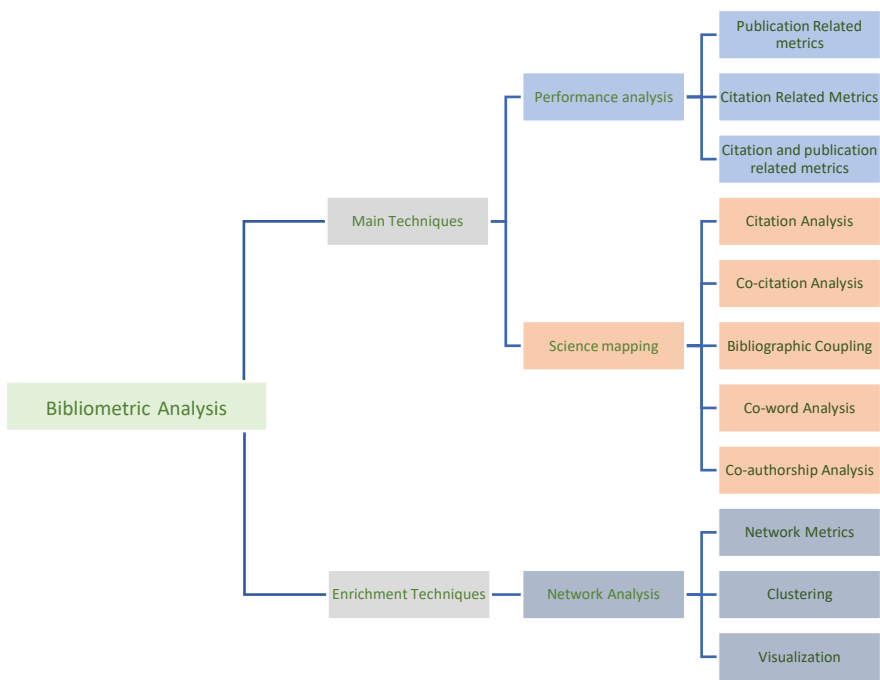 Publication Related
metrics
Performance analysis
Citation Related Metrics
Citation and publication
related metrics
Main Techniques
Citation Analysis
Co-citation Analysis
Science mapping
Bibliographic Coupling
Bibliometric Analysis
Co-word Analysis
Co-authorship Analysis
Network Metrics
Enrichment Techniques
Network Analysis
Clustering
Visualization